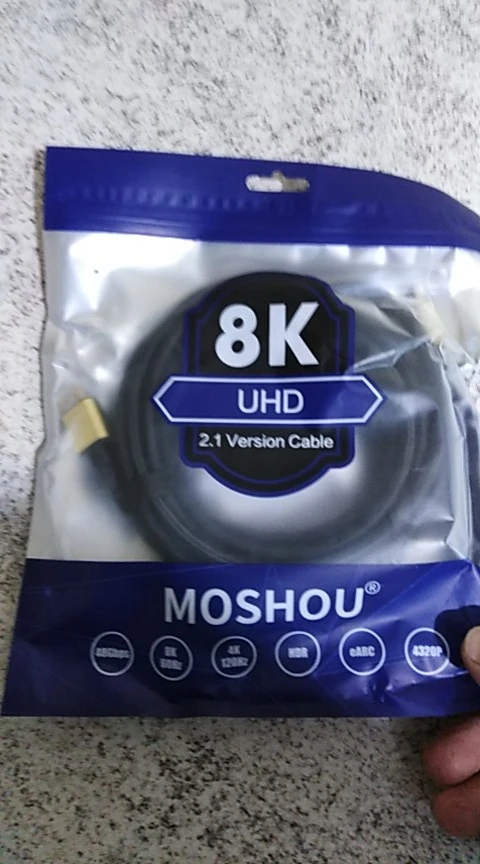 8K
UHD
2.1 Version Cable
MOSHOU®
48Gbps 8K 60Hz 4K 120Hz HDR eARC 4320P